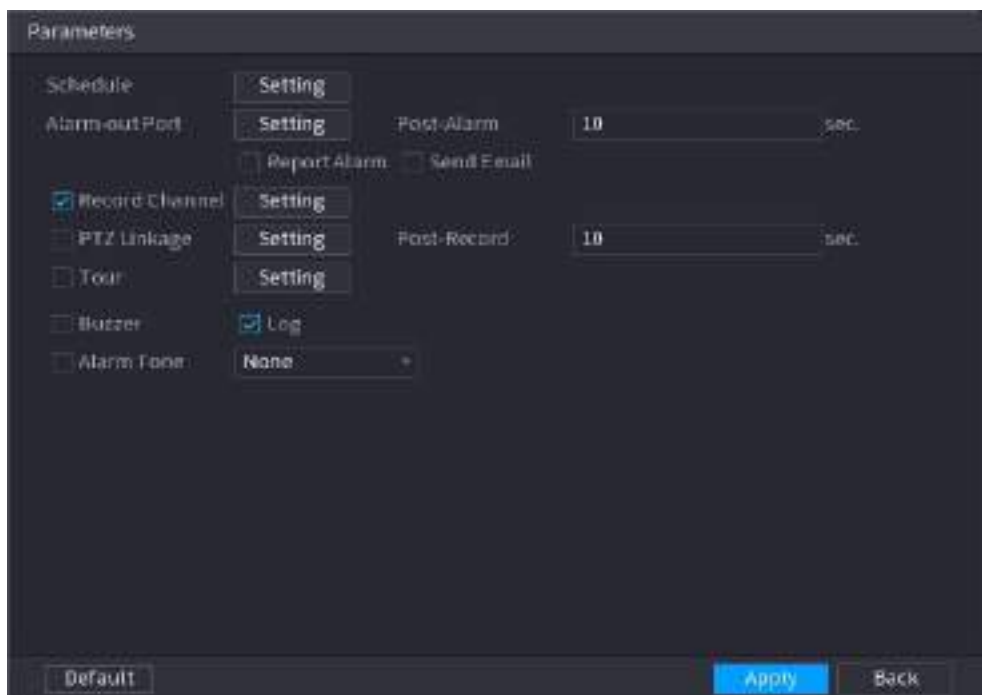 Parameters
Schedule Setting
Alarm-out Port Setting Post-Alarm 10 sec.
Report Alarm Send Email
Record Channel Setting
PTZ Linkage Setting Post-Record 10 sec.
Tour Setting
Buzzer Log
Alarm Tone None
Default Apply Back